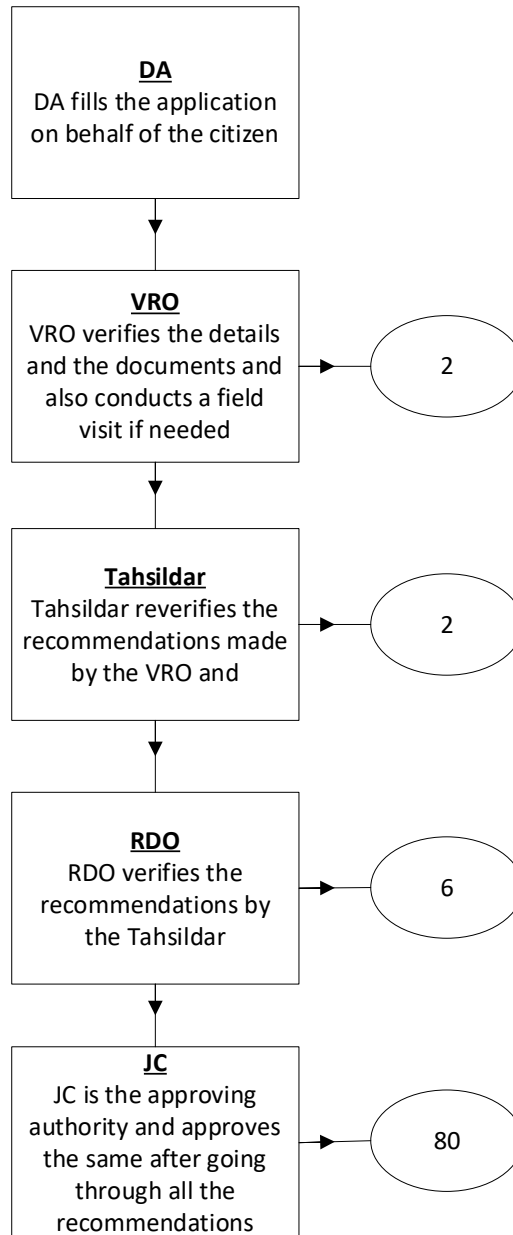 DA
DA fills the application
on behalf of the citizen
VRO
VRO verifies the details
and the documents and
also conducts a field
visit if needed
2
Tahsildar
Tahsildar reverifies the
recommendations made
by the VRO and
2
RDO
RDO verifies the
recommendations by
the Tahsildar
6
JC
JC is the approving
authority and approves
the same after going
through all the
recommendations
80